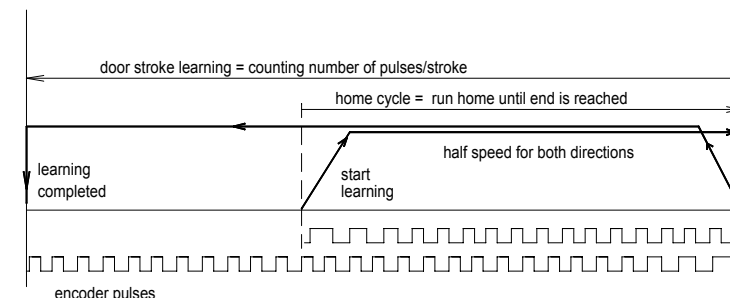 door stroke learning = counting number of pulses/stroke
home cycle = run home until end is reached
half speed for both directions
learning
completed
start
learning
encoder pulses